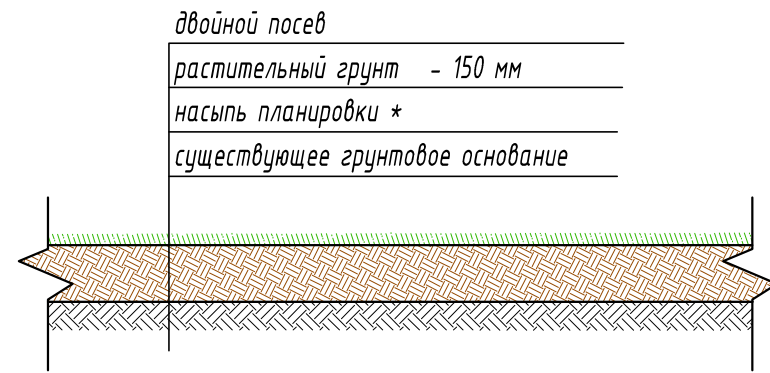 двойной посев
растительный грунт - 150 мм
насыпь планировки *
существующее грунтовое основание